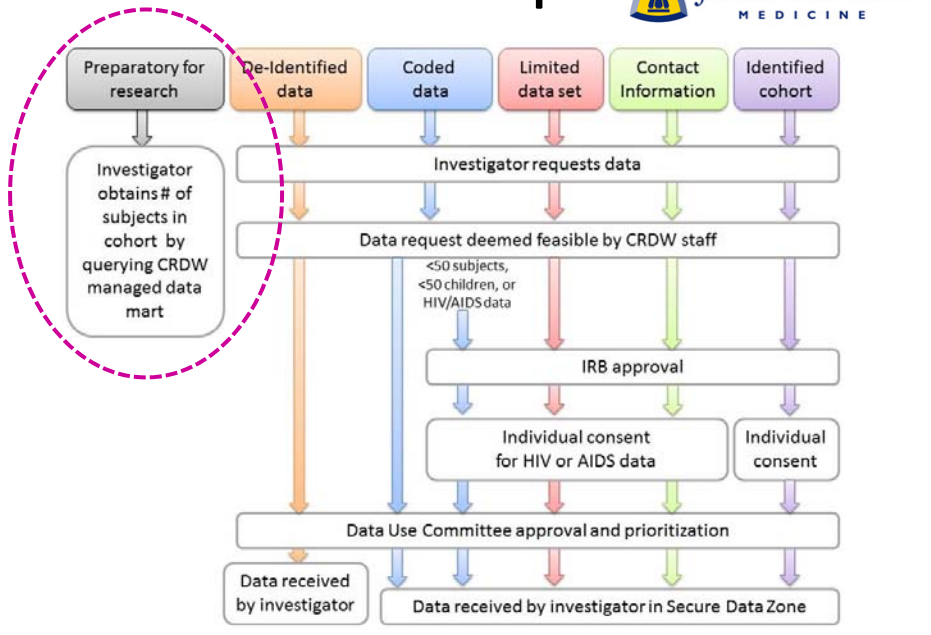 MEDICINE
Preparatory for
research
De-Identified
data
Coded
data
Limited
data set
Contact
Information
Identified
cohort
Investigator
obtains # of
subjects in
cohort by
querying CRDW
managed data
mart
Investigator requests data
Data request deemed feasible by CRDW staff
<50 subjects,
<50 children, or
HIV/AIDS data
IRB approval
Individual consent
for HIV or AIDS data
Individual
consent
Data Use Committee approval and prioritization
Data received
by investigator
Data received by investigator in Secure Data Zone